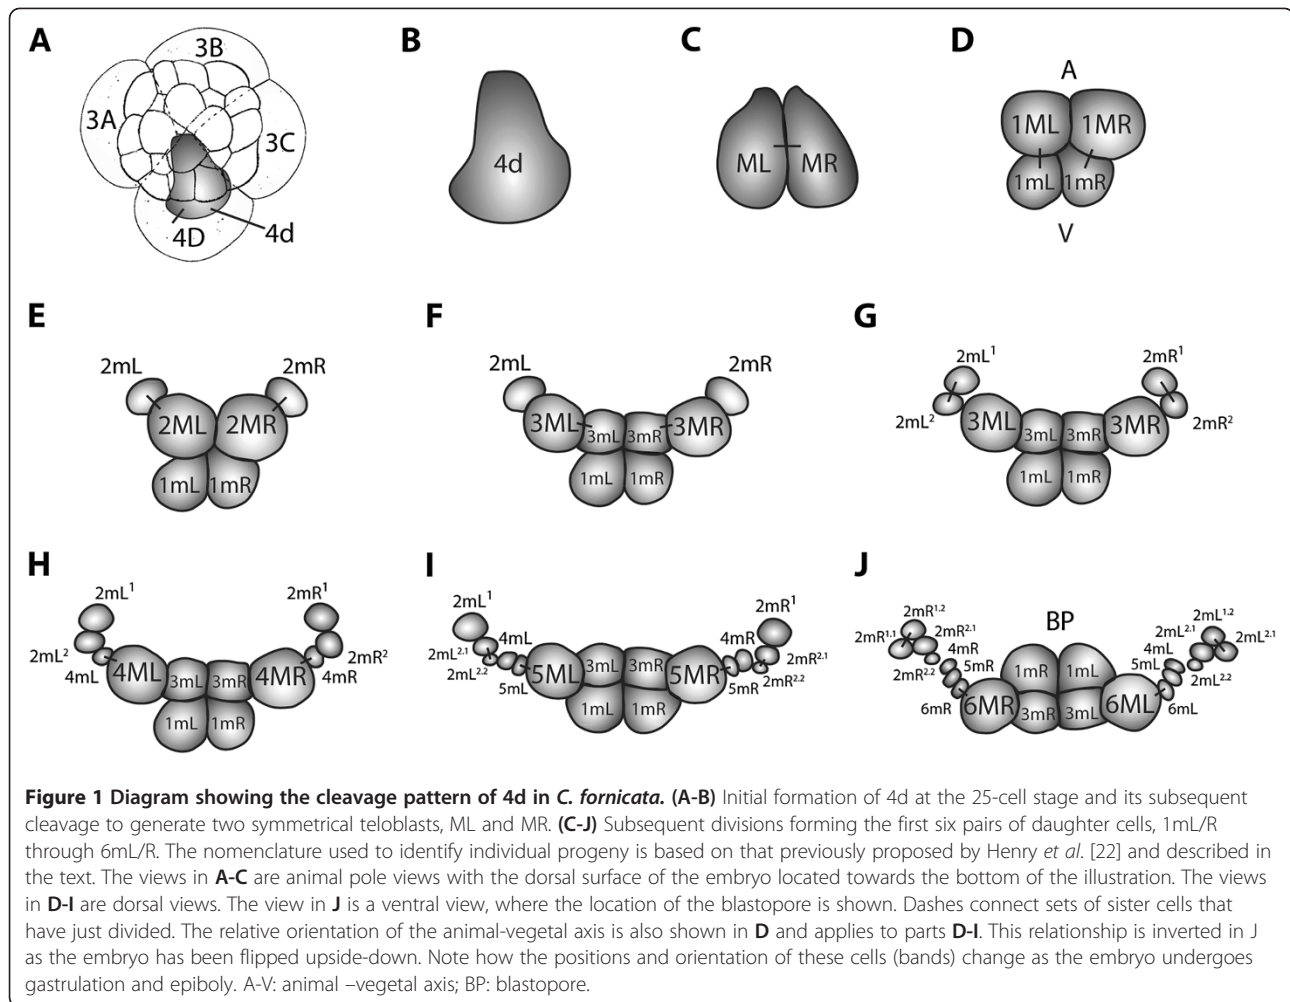 A
3B
3A
3C
4D
4d
B
4d
C
ML
MR
D
A
1ML
1MR
1mL
1mR
V
E
2mL
2mR
2ML
2MR
1mL
1mR
F
2mL
2mR
3ML
3mL
3mR
3MR
1mL
1mR
G
2mL¹
2mR¹
2mL²
3ML
3mL
3mR
3MR
2mR²
1mL
1mR
H
2mL¹
2mR¹
2mL²
4mL
4ML
3mL
3mR
4MR
2mR²
4mR
1mL
1mR
I
2mL¹
2mR¹
4mL
4mR
2mL²·¹
2mR²·¹
2mL²·²
5mL
5ML
3mL
3mR
5MR
5mR
2mR²·²
1mL
1mR
J
BP
2mR¹·²
2mL¹·²
2mR¹·¹
2mR²·¹
2mL²·¹
2mL²·¹
4mR
4mL
5mR
5mL
2mR²·²
2mL²·²
1mR
1mL
6mR
6MR
3mR
3mL
6ML
6mL
Figure 1 Diagram showing the cleavage pattern of 4d in C. fornicata. (A-B) Initial formation of 4d at the 25-cell stage and its subsequent
cleavage to generate two symmetrical teloblasts, ML and MR. (C-J) Subsequent divisions forming the first six pairs of daughter cells, 1mL/R
through 6mL/R. The nomenclature used to identify individual progeny is based on that previously proposed by Henry et al. [22] and described in
the text. The views in A-C are animal pole views with the dorsal surface of the embryo located towards the bottom of the illustration. The views
in D-I are dorsal views. The view in J is a ventral view, where the location of the blastopore is shown. Dashes connect sets of sister cells that
have just divided. The relative orientation of the animal-vegetal axis is also shown in D and applies to parts D-I. This relationship is inverted in J
as the embryo has been flipped upside-down. Note how the positions and orientation of these cells (bands) change as the embryo undergoes
gastrulation and epiboly. A-V: animal –vegetal axis; BP: blastopore.